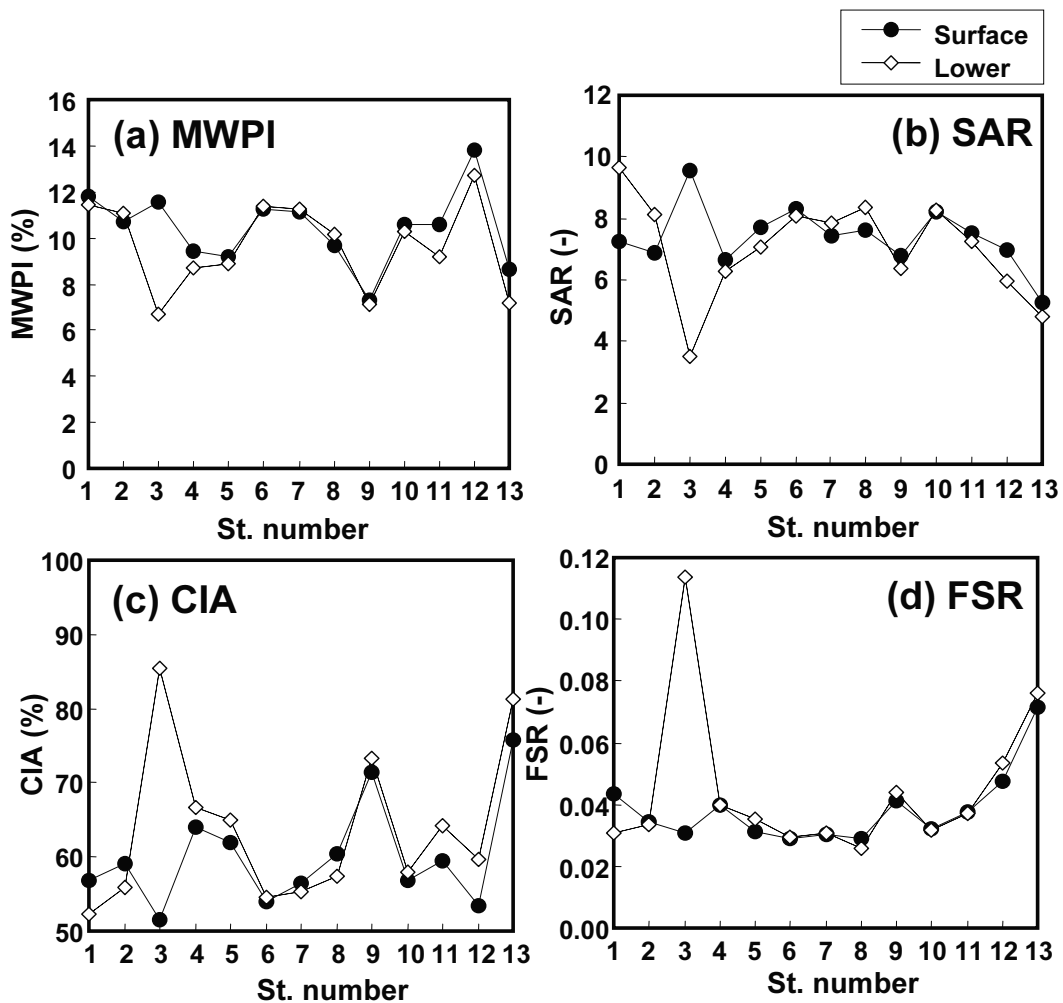 Surface
Lower
(a) MWPI
MWPI (%)
16
14
12
10
8
6
4
2
0
1 2 3 4 5 6 7 8 9 10 11 12 13
St. number
(b) SAR
SAR (-)
12
10
8
6
4
2
0
1 2 3 4 5 6 7 8 9 10 11 12 13
St. number
(c) CIA
CIA (%)
100
90
80
70
60
50
1 2 3 4 5 6 7 8 9 10 11 12 13
St. number
(d) FSR
FSR (-)
0.12
0.10
0.08
0.06
0.04
0.02
0.00
1 2 3 4 5 6 7 8 9 10 11 12 13
St. number